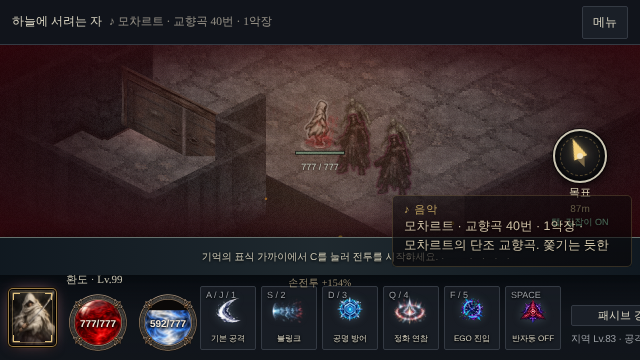 하늘에 서려는 자 ♪ 모차르트 · 교향곡 40번 · 1악장
메뉴
777 / 777
목표
87m
ON
♪ 음악
모차르트 · 교향곡 40번 · 1악장
모차르트의 단조 교향곡. 쫓기는 듯한
기억의 표식 가까이에서 C를 눌러 전투를 시작하세요.
환도 · Lv.99
손전투 +154%
777/777
592/777
A / J / 1
기본 공격
S / 2
블링크
D / 3
공명 방어
Q / 4
정화 연참
F / 5
EGO 진입
SPACE
반자동 OFF
패시브 강
지역 Lv.83 · 공격